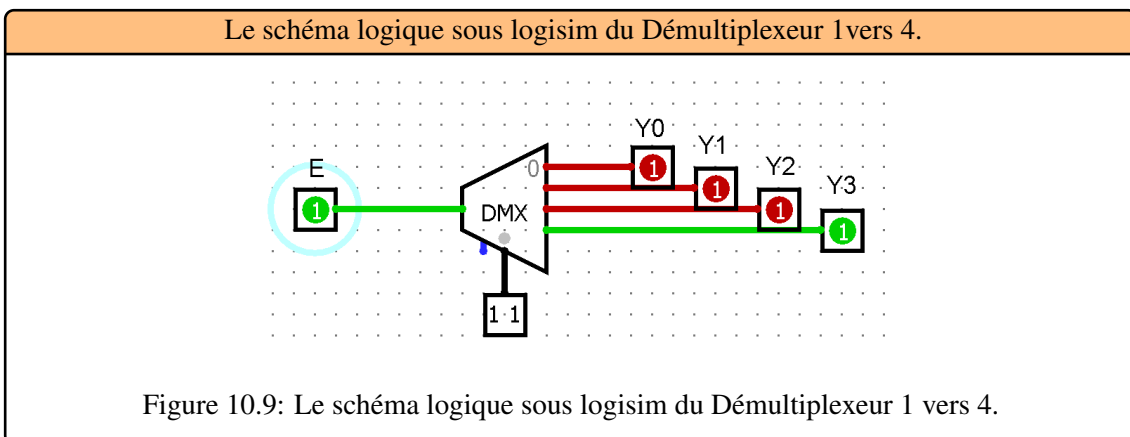 Le schéma logique sous logisim du Démultiplexeur 1vers 4.
Y0
Y1
E
Y2
Y3
0
1
1
1
1
DMX
1
1 1
Figure 10.9: Le schéma logique sous logisim du Démultiplexeur 1 vers 4.